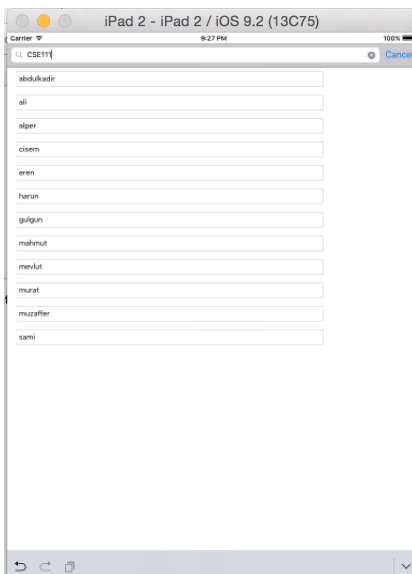 iPad 2 - iPad 2 / iOS 9.2 (13C75)
Carrier 9:27 PM 100%
CSE111 Cancel
abdulkadir
ali
alper
cisem
eren
harun
gulgun
mahmut
mevlut
murat
muzaffer
sami